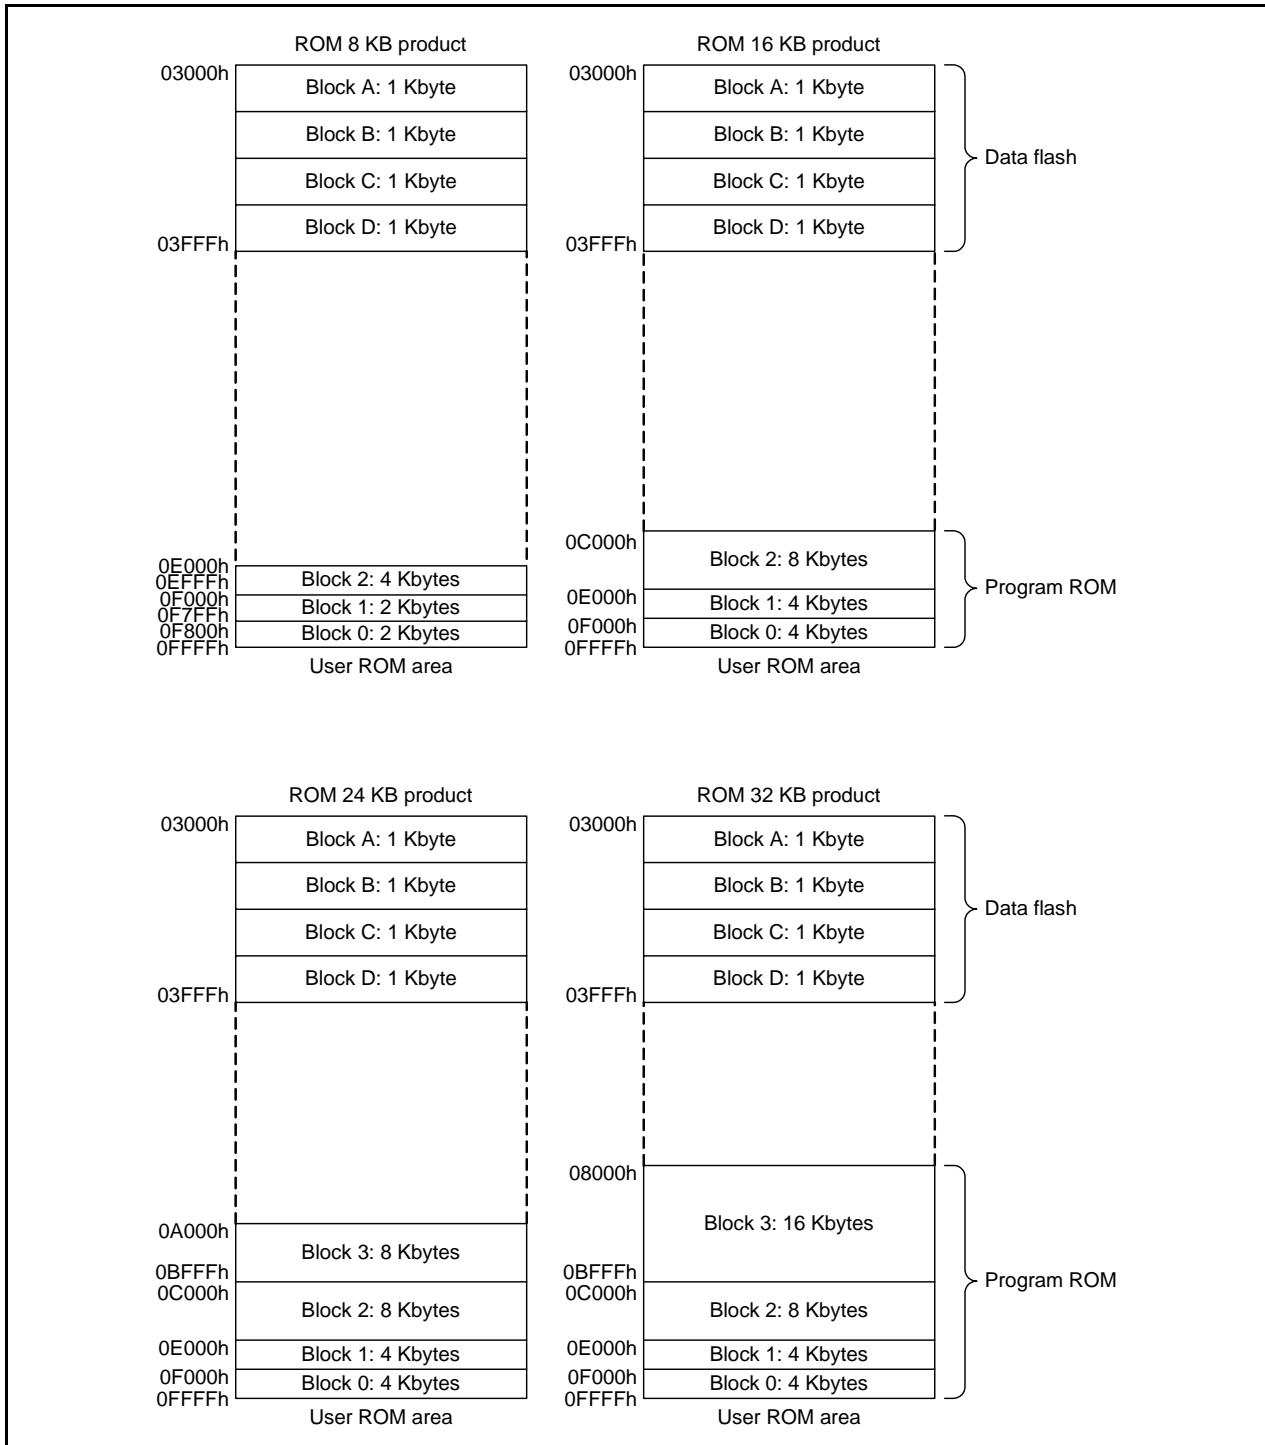 ROM 8 KB product
03000h
Block A: 1 Kbyte
Block B: 1 Kbyte
Block C: 1 Kbyte
Block D: 1 Kbyte
03FFFh
0E000h
0EFFFh
0F000h
0F7FFh
0F800h
0FFFFh
Block 2: 4 Kbytes
Block 1: 2 Kbytes
Block 0: 2 Kbytes
User ROM area
ROM 16 KB product
03000h
Block A: 1 Kbyte
Block B: 1 Kbyte
Block C: 1 Kbyte
Block D: 1 Kbyte
03FFFh
Data flash
0C000h
Block 2: 8 Kbytes
0E000h
Block 1: 4 Kbytes
0F000h
Block 0: 4 Kbytes
0FFFFh
Program ROM
User ROM area
ROM 24 KB product
03000h
Block A: 1 Kbyte
Block B: 1 Kbyte
Block C: 1 Kbyte
Block D: 1 Kbyte
03FFFh
0A000h
Block 3: 8 Kbytes
0BFFFh
0C000h
Block 2: 8 Kbytes
0E000h
Block 1: 4 Kbytes
0F000h
Block 0: 4 Kbytes
0FFFFh
User ROM area
ROM 32 KB product
03000h
Block A: 1 Kbyte
Block B: 1 Kbyte
Block C: 1 Kbyte
Block D: 1 Kbyte
03FFFh
Data flash
08000h
Block 3: 16 Kbytes
0BFFFh
0C000h
Block 2: 8 Kbytes
0E000h
Block 1: 4 Kbytes
0F000h
Block 0: 4 Kbytes
0FFFFh
Program ROM
User ROM area